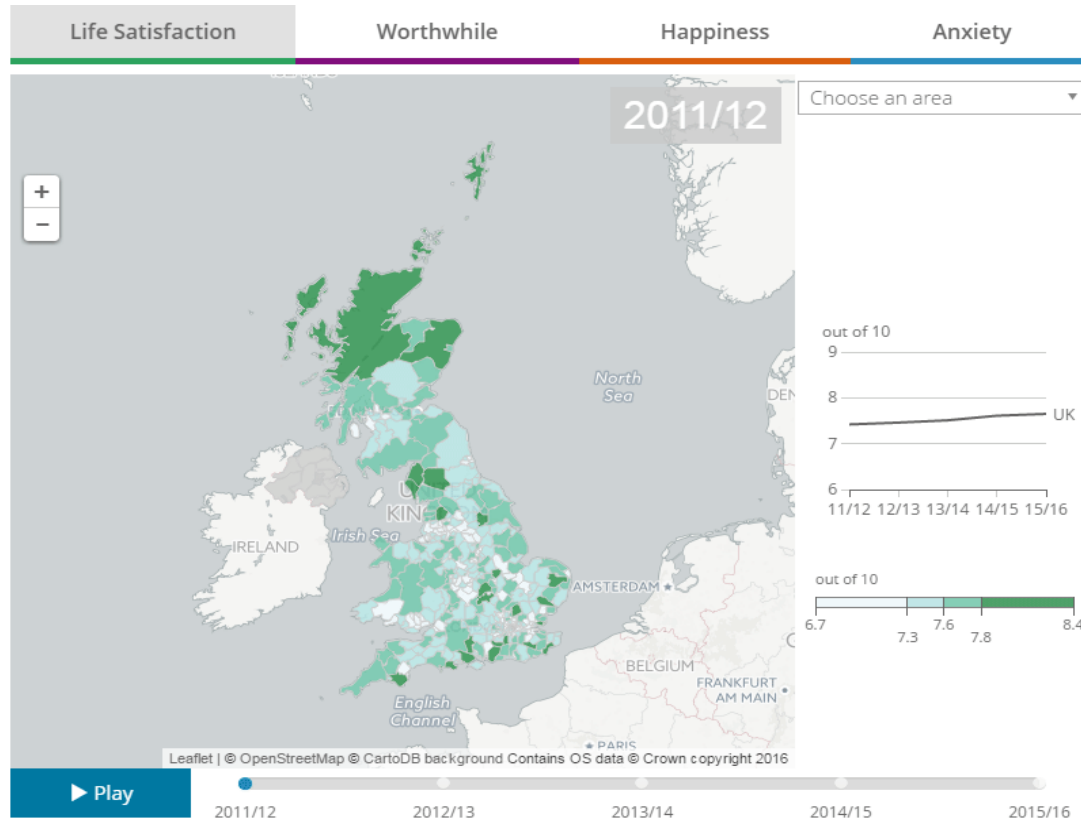 Life Satisfaction
Worthwhile
Happiness
Anxiety
2011/12
Choose an area
+
−
North
Sea
DEN
U
KIN
Irish Sea
IRELAND
AMSTERDAM
BELGIUM
FRANKFURT
AM MAIN
English
Channel
PARIS
Leaflet | © OpenStreetMap © CartoDB background Contains OS data © Crown copyright 2016
out of 10
9
8
UK
7
6
11/12 12/13 13/14 14/15 15/16
out of 10
6.7 7.3 7.6 7.8 8.4
Play
2011/12 2012/13 2013/14 2014/15 2015/16